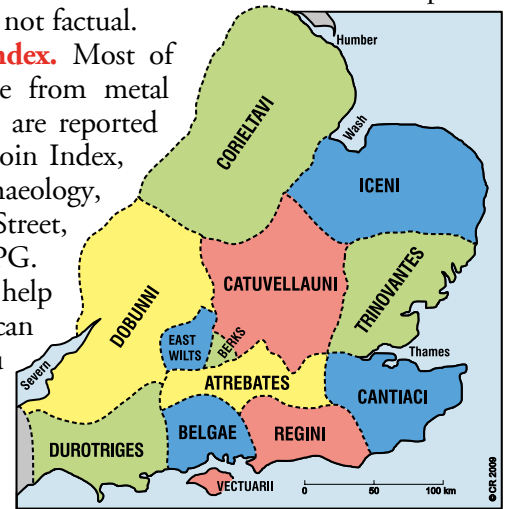 not factual.
ndex. Most of
e from metal
are reported
oin Index,
haeology,
Street,
PG.
help
can
Humber
Wash
CORIELTAVI
ICENI
CATUVELLAUNI
TRINOVANTES
DOBUNNI
EAST
WILTS
BERKS
Thames
Severn
ATREBATES
CANTIACI
DUROTRIGES
BELGAE
REGINI
VECTUARII
0 50 100 km
© CR 2009